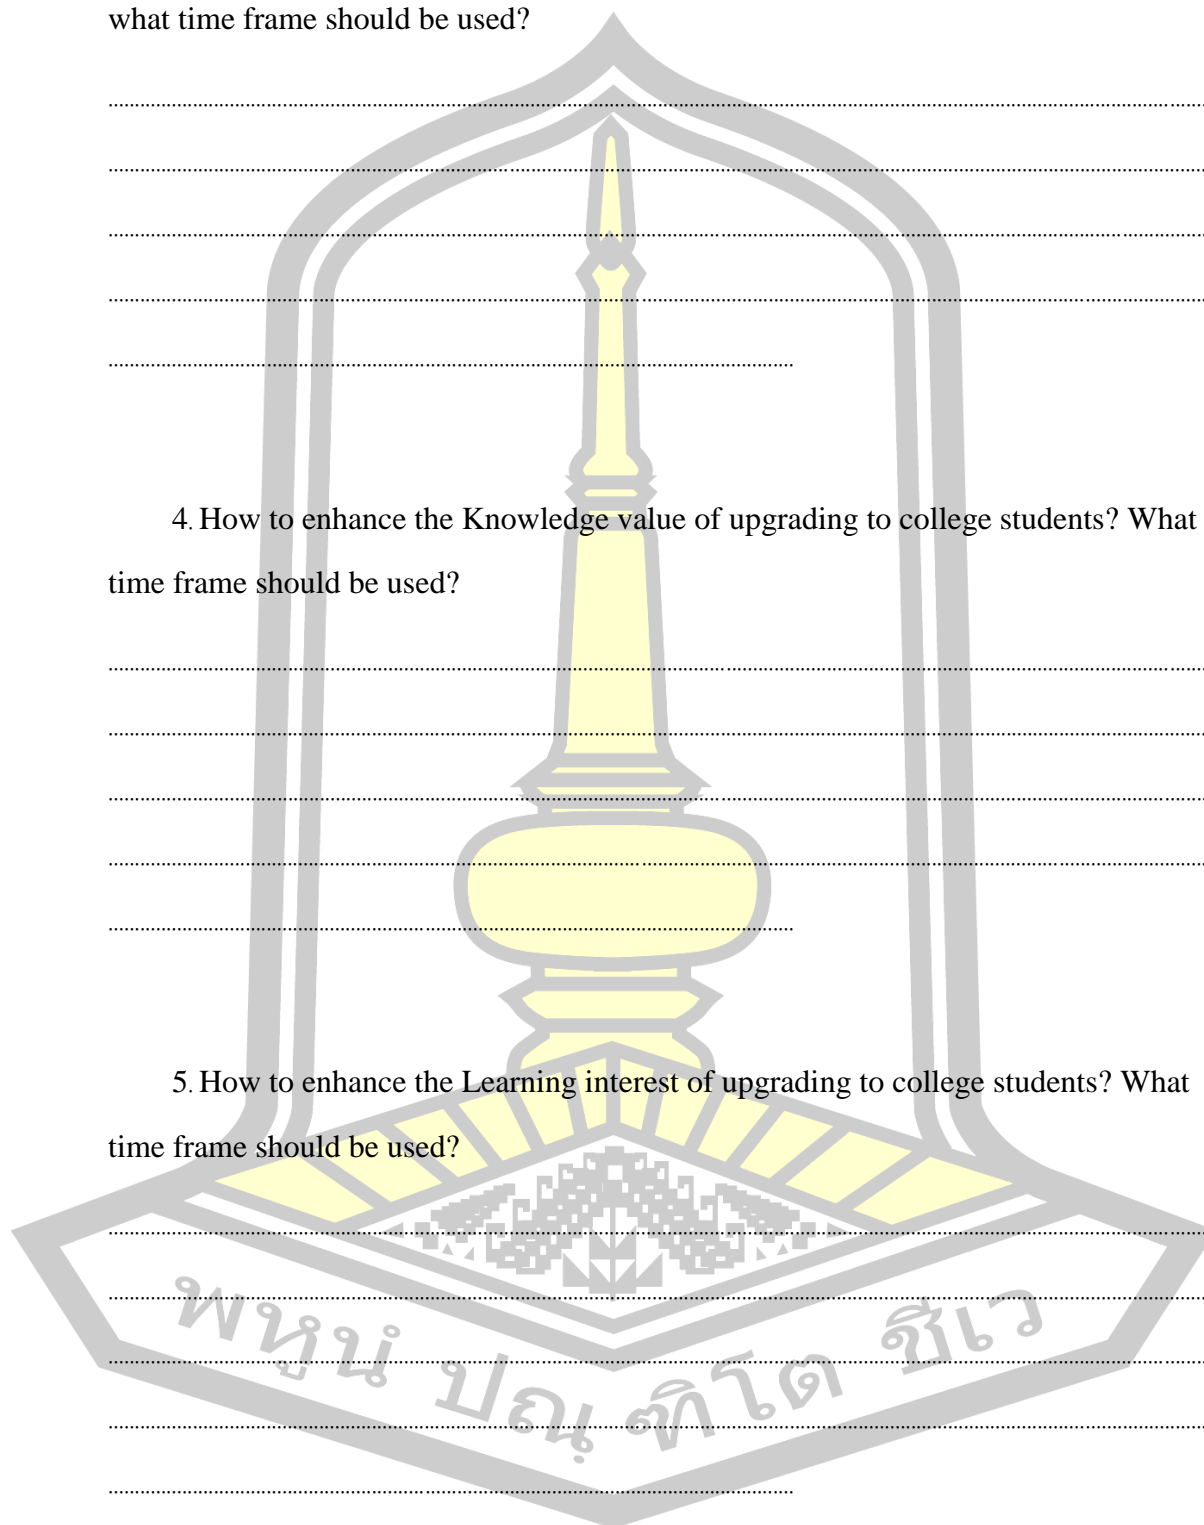 what time frame should be used?
................................................................................
................................................................................
................................................................................
................................................................................
................................................................................
4. How to enhance the Knowledge value of upgrading to college students? What
time frame should be used?
................................................................................
................................................................................
................................................................................
................................................................................
................................................................................
5. How to enhance the Learning interest of upgrading to college students? What
time frame should be used?
................................................................................
................................................................................
................................................................................
................................................................................
................................................................................
พหูนํ ปณฺฑิโต ชีเว